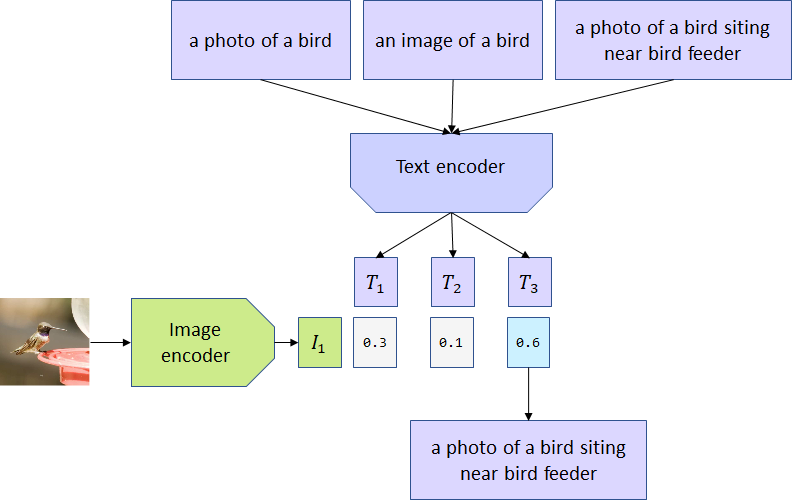 a photo of a bird
an image of a bird
a photo of a bird siting
near bird feeder
Text encoder
T₁
T₂
T₃
Image
encoder
I₁
0.3
0.1
0.6
a photo of a bird siting
near bird feeder